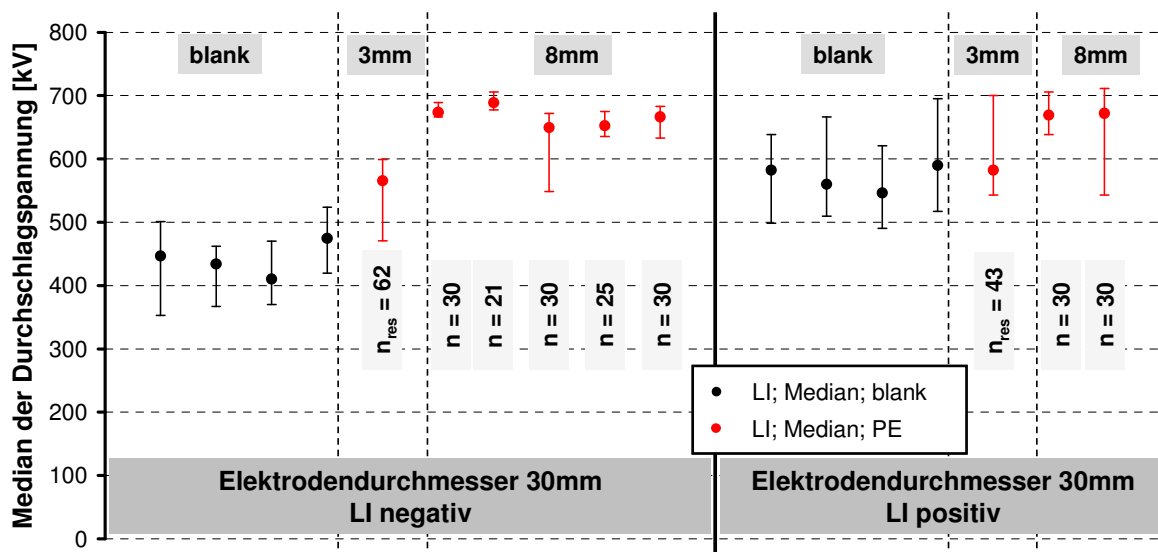 Median der Durchschlagspannung [kV]
800
700
600
500
400
300
200
100
0
blank
3mm
8mm
blank
3mm
8mm
n_res = 62
n = 30
n = 21
n = 30
n = 25
n = 30
n_res = 43
n = 30
n = 30
LI; Median; blank
LI; Median; PE
Elektrodendurchmesser 30mm
LI negativ
Elektrodendurchmesser 30mm
LI positiv